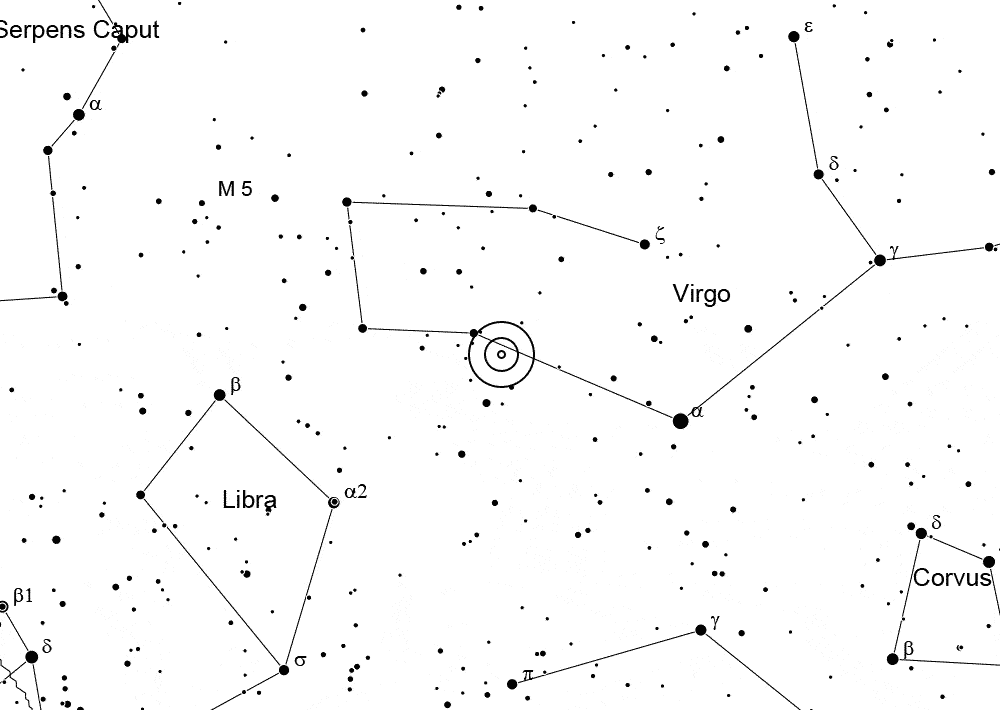 Serpens Caput
ε
α
δ
M 5
ζ
γ
Virgo
β
α
α2
Libra
δ
Corvus
β1
γ
δ
β
σ
π